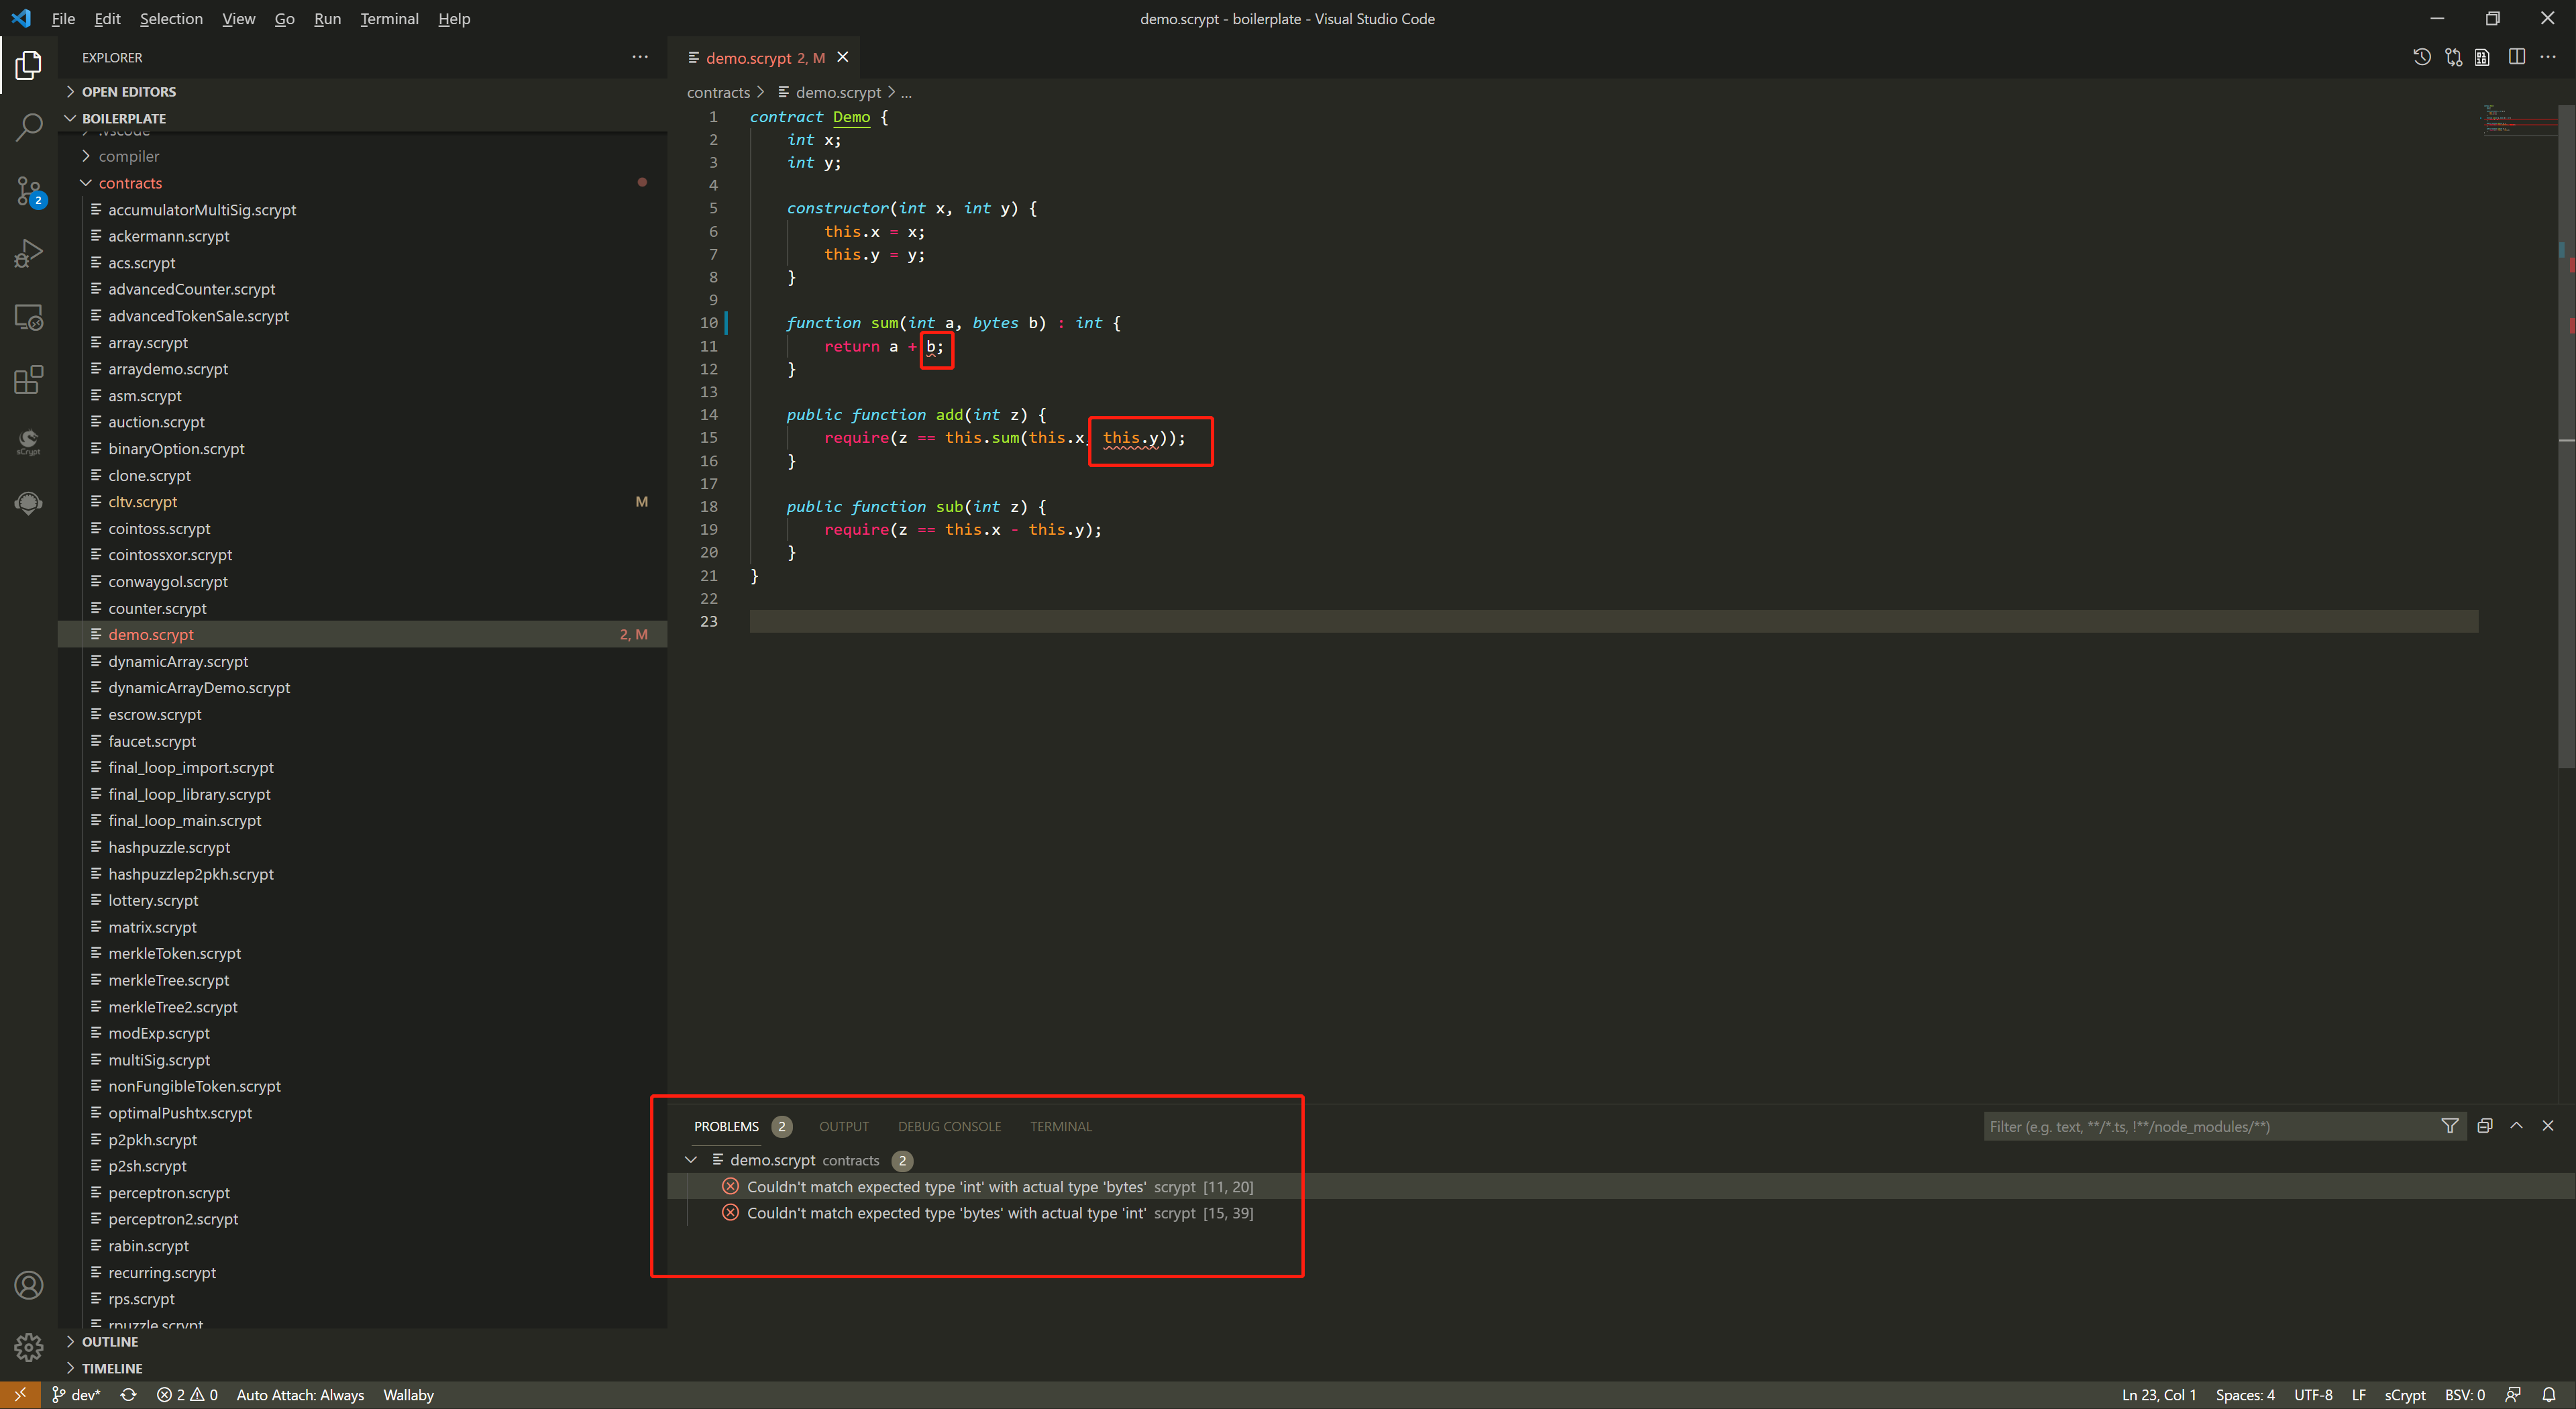 File Edit Selection View Go Run Terminal Help
demo.scrypt - boilerplate - Visual Studio Code
EXPLORER
OPEN EDITORS
BOILERPLATE
.vscode
compiler
contracts
accumulatorMultiSig.scrypt
ackermann.scrypt
acs.scrypt
advancedCounter.scrypt
advancedTokenSale.scrypt
array.scrypt
arraydemo.scrypt
asm.scrypt
auction.scrypt
binaryOption.scrypt
clone.scrypt
cltv.scrypt M
cointoss.scrypt
cointossxor.scrypt
conwaygol.scrypt
counter.scrypt
demo.scrypt 2, M
dynamicArray.scrypt
dynamicArrayDemo.scrypt
escrow.scrypt
faucet.scrypt
final_loop_import.scrypt
final_loop_library.scrypt
final_loop_main.scrypt
hashpuzzle.scrypt
hashpuzzlep2pkh.scrypt
lottery.scrypt
matrix.scrypt
merkleToken.scrypt
merkleTree.scrypt
merkleTree2.scrypt
modExp.scrypt
multiSig.scrypt
nonFungibleToken.scrypt
optimalPushtx.scrypt
p2pkh.scrypt
p2sh.scrypt
perceptron.scrypt
perceptron2.scrypt
rabin.scrypt
recurring.scrypt
rps.scrypt
rpuzzle.scrypt
OUTLINE
TIMELINE
2
sCrypt
demo.scrypt 2, M
contracts > demo.scrypt > ...
1 contract Demo {
2 int x;
3 int y;
4
5 constructor(int x, int y) {
6 this.x = x;
7 this.y = y;
8 }
9
10 function sum(int a, bytes b) : int {
11 return a + b;
12 }
13
14 public function add(int z) {
15 require(z == this.sum(this.x, this.y));
16 }
17
18 public function sub(int z) {
19 require(z == this.x - this.y);
20 }
21 }
22
23
PROBLEMS 2 OUTPUT DEBUG CONSOLE TERMINAL
Filter (e.g. text, **/*.ts, !**/node_modules/**)
demo.scrypt contracts 2
Couldn't match expected type 'int' with actual type 'bytes' scrypt [11, 20]
Couldn't match expected type 'bytes' with actual type 'int' scrypt [15, 39]
dev* 2 0 Auto Attach: Always Wallaby
Ln 23, Col 1 Spaces: 4 UTF-8 LF sCrypt BSV: 0